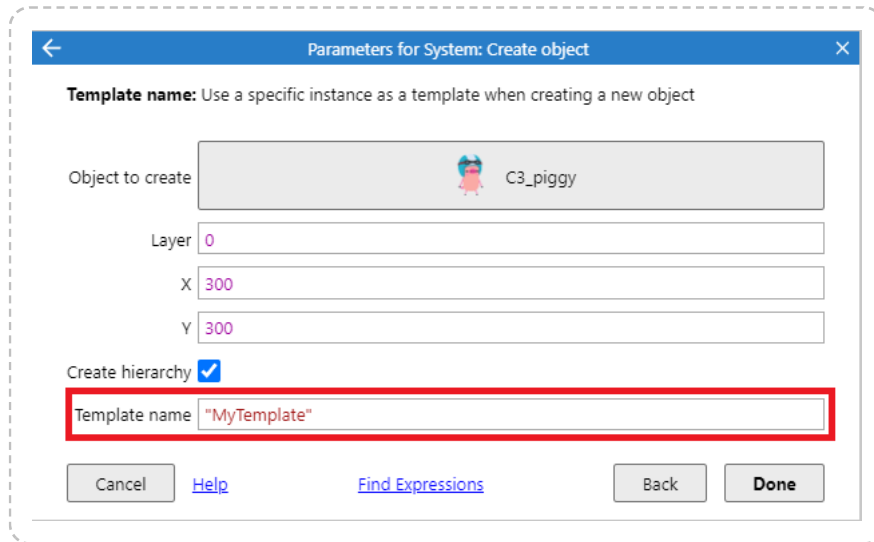 Parameters for System: Create object
Template name: Use a specific instance as a template when creating a new object
Object to create C3_piggy
Layer 0
X 300
Y 300
Create hierarchy
Template name "MyTemplate"
Cancel Help Find Expressions Back Done